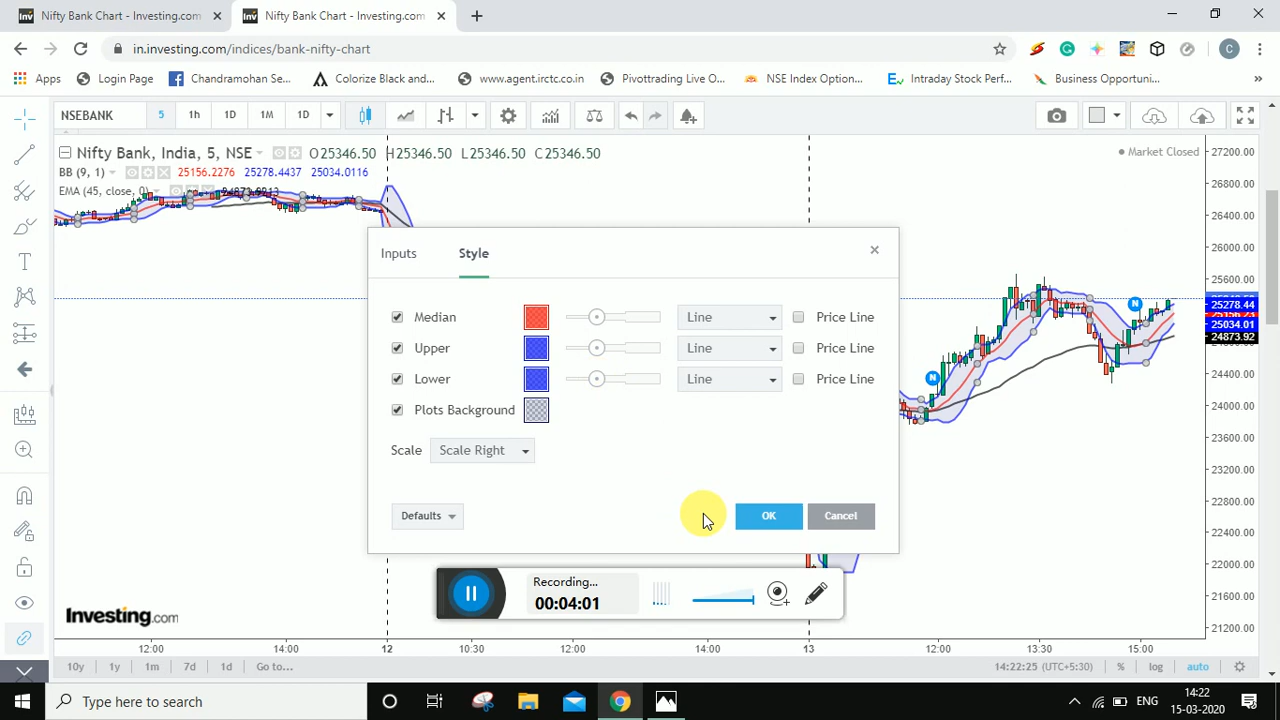 Nifty Bank Chart - Investing.com
Nifty Bank Chart - Investing.com
in.investing.com/indices/bank-nifty-chart
C
Apps
Login Page
Chandramohan Se...
Colorize Black and...
www.agent.irctc.co.in
Pivottrading Live O...
NSE Index Option...
Intraday Stock Perf...
Business Opportuni...
NSEBANK
5
1h
1D
1M
1D
Nifty Bank, India, 5, NSE
O25346.50 H25346.50 L25346.50 C25346.50
Market Closed
BB (9, 1)
25156.2276 25278.4437 25034.0116
EMA (45, close, 0)
27200.00
26800.00
26400.00
26000.00
25600.00
25278.44
25034.01
24873.92
24400.00
24000.00
23600.00
23200.00
22800.00
22400.00
22000.00
21600.00
21200.00
N
N
Inputs
Style
Median
Line
Price Line
Upper
Line
Price Line
Lower
Line
Price Line
Plots Background
Scale
Scale Right
Defaults
OK
Cancel
Recording...
00:04:01
Investing.com
12:00
14:00
12
10:30
12:00
14:00
13
12:00
13:30
15:00
10y
1y
1m
7d
1d
Go to...
14:22:25 (UTC+5:30)
%
log
auto
Type here to search
ENG
14:22
15-03-2020